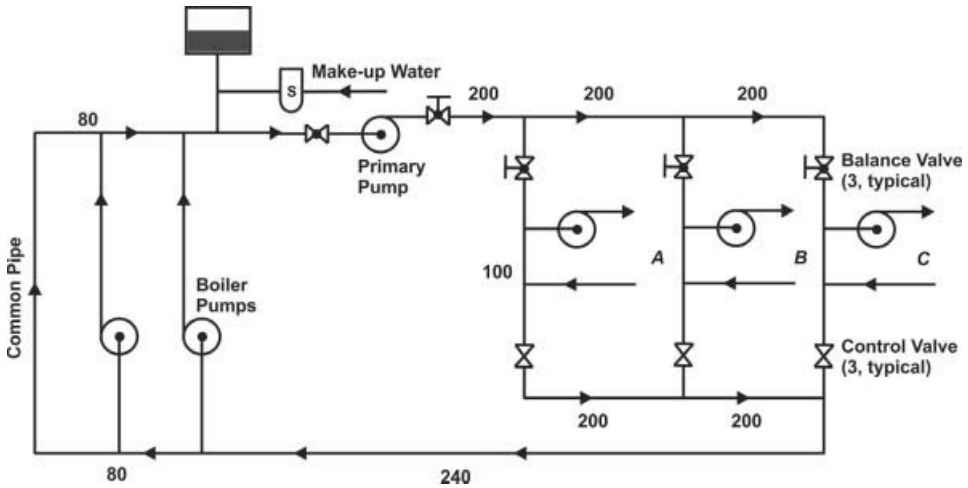 Make-up Water
S
200
200
200
80
Primary
Pump
Balance Valve
(3, typical)
A
B
C
100
Common Pipe
Boiler
Pumps
Control Valve
(3, typical)
200
200
80
240